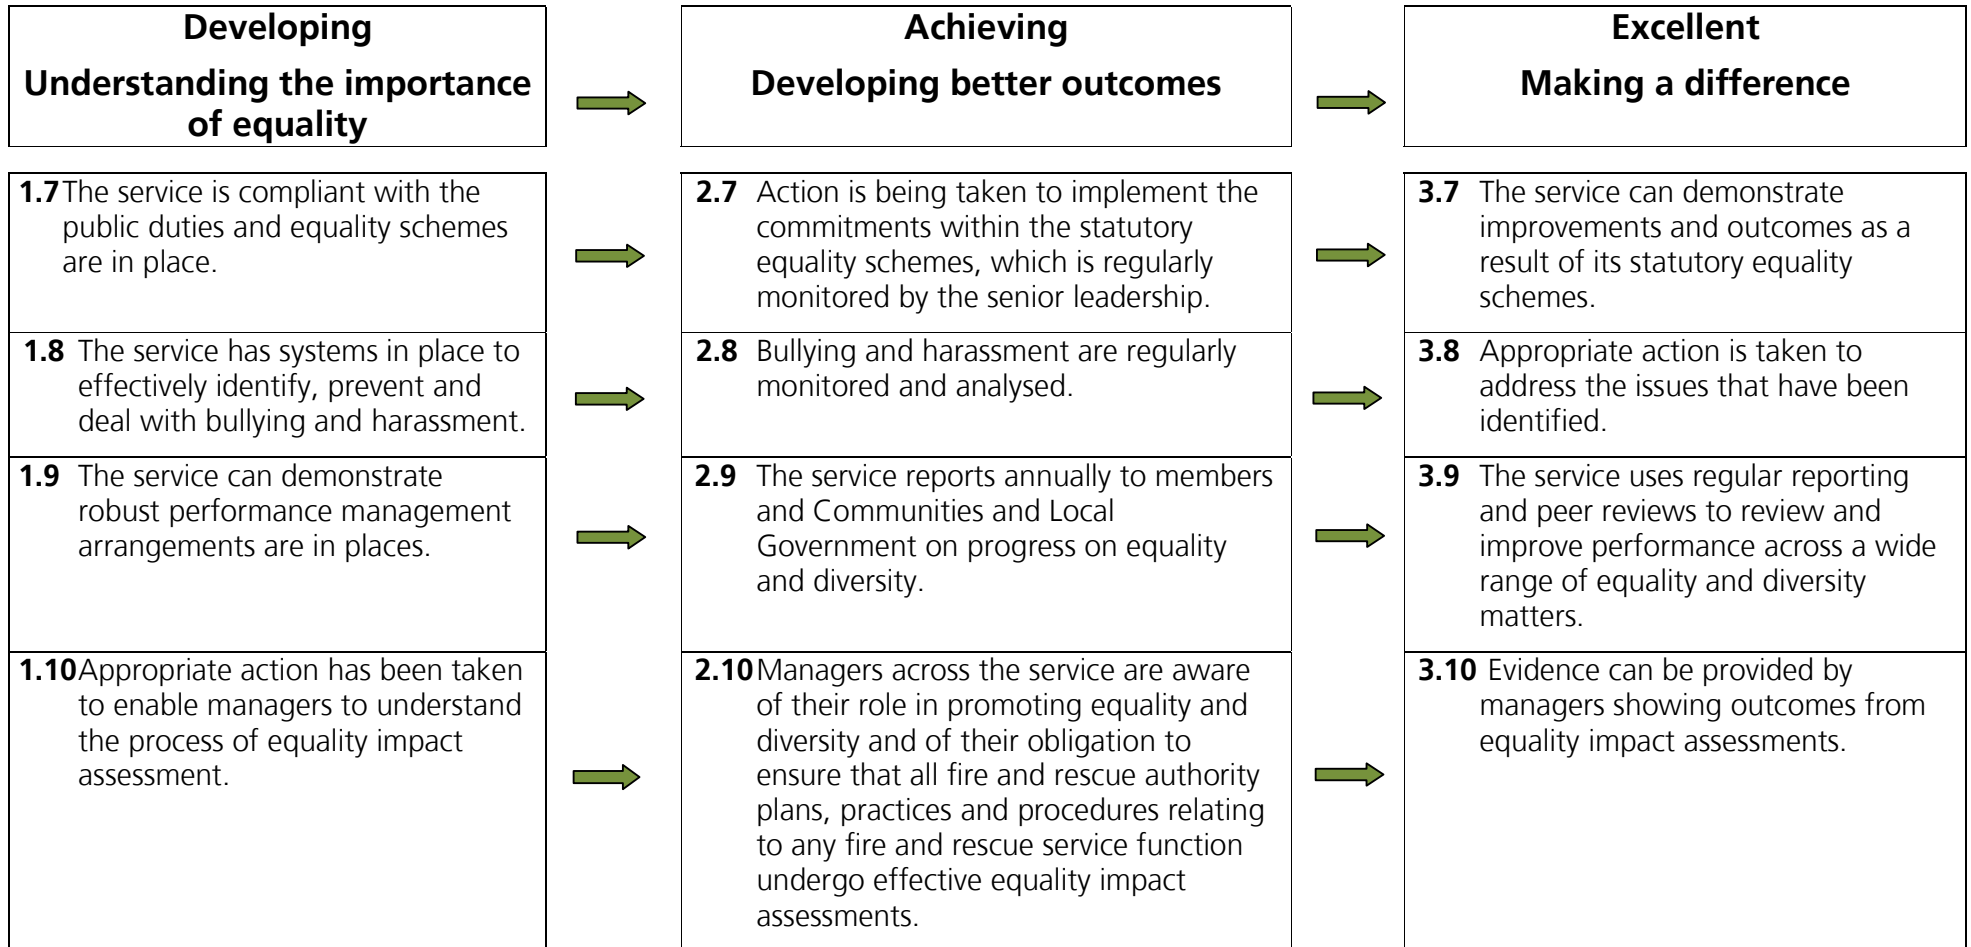 Developing
Understanding the importance
of equality
Achieving
Developing better outcomes
Excellent
Making a difference
1.7 The service is compliant with the
public duties and equality schemes
are in place.
2.7 Action is being taken to implement the
commitments within the statutory
equality schemes, which is regularly
monitored by the senior leadership.
3.7 The service can demonstrate
improvements and outcomes as a
result of its statutory equality
schemes.
1.8 The service has systems in place to
effectively identify, prevent and
deal with bullying and harassment.
2.8 Bullying and harassment are regularly
monitored and analysed.
3.8 Appropriate action is taken to
address the issues that have been
identified.
1.9 The service can demonstrate
robust performance management
arrangements are in places.
2.9 The service reports annually to members
and Communities and Local
Government on progress on equality
and diversity.
3.9 The service uses regular reporting
and peer reviews to review and
improve performance across a wide
range of equality and diversity
matters.
1.10 Appropriate action has been taken
to enable managers to understand
the process of equality impact
assessment.
2.10 Managers across the service are aware
of their role in promoting equality and
diversity and of their obligation to
ensure that all fire and rescue authority
plans, practices and procedures relating
to any fire and rescue service function
undergo effective equality impact
assessments.
3.10 Evidence can be provided by
managers showing outcomes from
equality impact assessments.